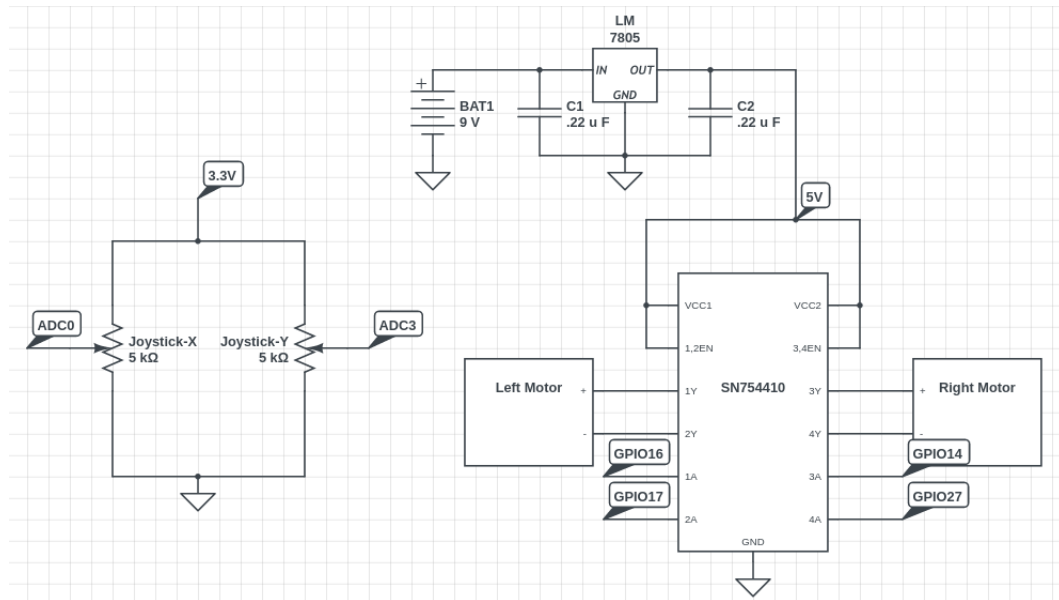 LM
7805
IN OUT
GND
+
BAT1
9 V
C1
.22 u F
C2
.22 u F
3.3V
5V
ADC0
Joystick-X
5 kΩ
Joystick-Y
5 kΩ
ADC3
VCC1
VCC2
1,2EN
3,4EN
Left Motor
+
-
SN754410
1Y
2Y
3Y
4Y
Right Motor
+
-
GPIO16
1A
GPIO17
2A
3A
GPIO14
4A
GPIO27
GND